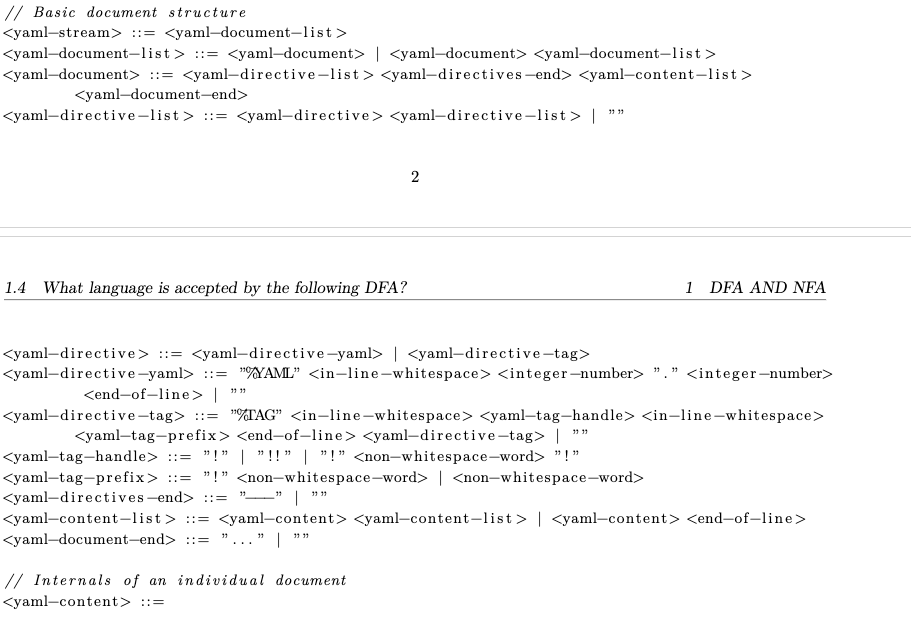 // Basic document structure
<yaml-stream> ::= <yaml-document-list>
<yaml-document-list> ::= <yaml-document> | <yaml-document> <yaml-document-list>
<yaml-document> ::= <yaml-directive-list> <yaml-directives-end> <yaml-content-list>
<yaml-document-end>
<yaml-directive-list> ::= <yaml-directive> <yaml-directive-list> | ""
2
1.4 What language is accepted by the following DFA? 1 DFA AND NFA
<yaml-directive> ::= <yaml-directive-yaml> | <yaml-directive-tag>
<yaml-directive-yaml> ::= "%YAML" <in-line-whitespace> <integer-number> "." <integer-number>
<end-of-line> | ""
<yaml-directive-tag> ::= "%TAG" <in-line-whitespace> <yaml-tag-handle> <in-line-whitespace>
<yaml-tag-prefix> <end-of-line> <yaml-directive-tag> | ""
<yaml-tag-handle> ::= "!" | "!!" | "!" <non-whitespace-word> "!"
<yaml-tag-prefix> ::= "!" <non-whitespace-word> | <non-whitespace-word>
<yaml-directives-end> ::= "---" | ""
<yaml-content-list> ::= <yaml-content> <yaml-content-list> | <yaml-content> <end-of-line>
<yaml-document-end> ::= "..." | ""
// Internals of an individual document
<yaml-content> ::=